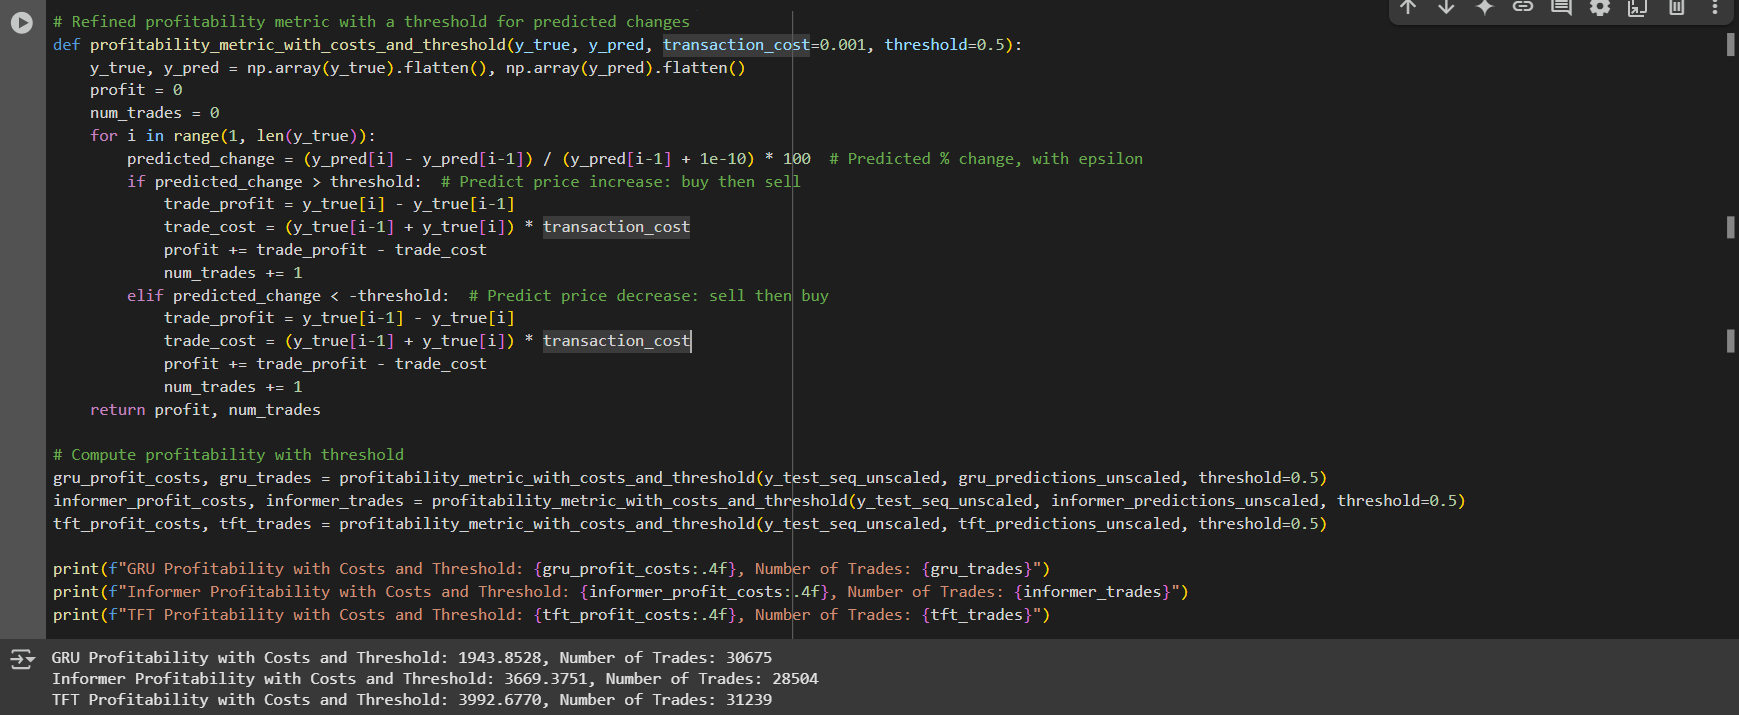 # Refined profitability metric with a threshold for predicted changes
def profitability_metric_with_costs_and_threshold(y_true, y_pred, transaction_cost=0.001, threshold=0.5):
    y_true, y_pred = np.array(y_true).flatten(), np.array(y_pred).flatten()
    profit = 0
    num_trades = 0
    for i in range(1, len(y_true)):
        predicted_change = (y_pred[i] - y_pred[i-1]) / (y_pred[i-1] + 1e-10) * 100  # Predicted % change, with epsilon
        if predicted_change > threshold:  # Predict price increase: buy then sell
            trade_profit = y_true[i] - y_true[i-1]
            trade_cost = (y_true[i-1] + y_true[i]) * transaction_cost
            profit += trade_profit - trade_cost
            num_trades += 1
        elif predicted_change < -threshold:  # Predict price decrease: sell then buy
            trade_profit = y_true[i-1] - y_true[i]
            trade_cost = (y_true[i-1] + y_true[i]) * transaction_cost
            profit += trade_profit - trade_cost
            num_trades += 1
    return profit, num_trades

# Compute profitability with threshold
gru_profit_costs, gru_trades = profitability_metric_with_costs_and_threshold(y_test_seq_unscaled, gru_predictions_unscaled, threshold=0.5)
informer_profit_costs, informer_trades = profitability_metric_with_costs_and_threshold(y_test_seq_unscaled, informer_predictions_unscaled, threshold=0.5)
tft_profit_costs, tft_trades = profitability_metric_with_costs_and_threshold(y_test_seq_unscaled, tft_predictions_unscaled, threshold=0.5)

print(f"GRU Profitability with Costs and Threshold: {gru_profit_costs:.4f}, Number of Trades: {gru_trades}")
print(f"Informer Profitability with Costs and Threshold: {informer_profit_costs:.4f}, Number of Trades: {informer_trades}")
print(f"TFT Profitability with Costs and Threshold: {tft_profit_costs:.4f}, Number of Trades: {tft_trades}")
GRU Profitability with Costs and Threshold: 1943.8528, Number of Trades: 30675
Informer Profitability with Costs and Threshold: 3669.3751, Number of Trades: 28504
TFT Profitability with Costs and Threshold: 3992.6770, Number of Trades: 31239